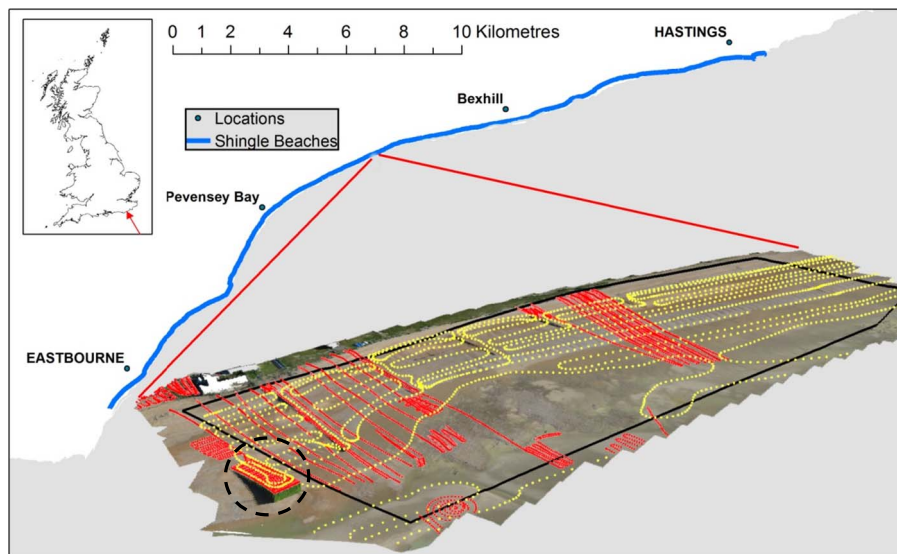 0 1 2 4 6 8 10 Kilometres
HASTINGS
Bexhill
Locations
Shingle Beaches
Pevensey Bay
EASTBOURNE